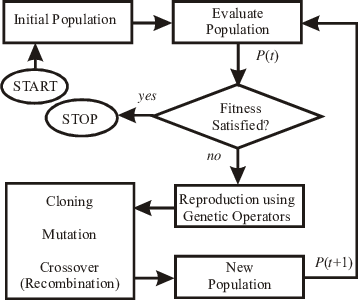 Initial Population
Evaluate
Population
START
P(t)
yes
STOP
Fitness
Satisfied?
no
Cloning
Mutation
Crossover
(Recombination)
Reproduction using
Genetic Operators
New
Population
P(t+1)